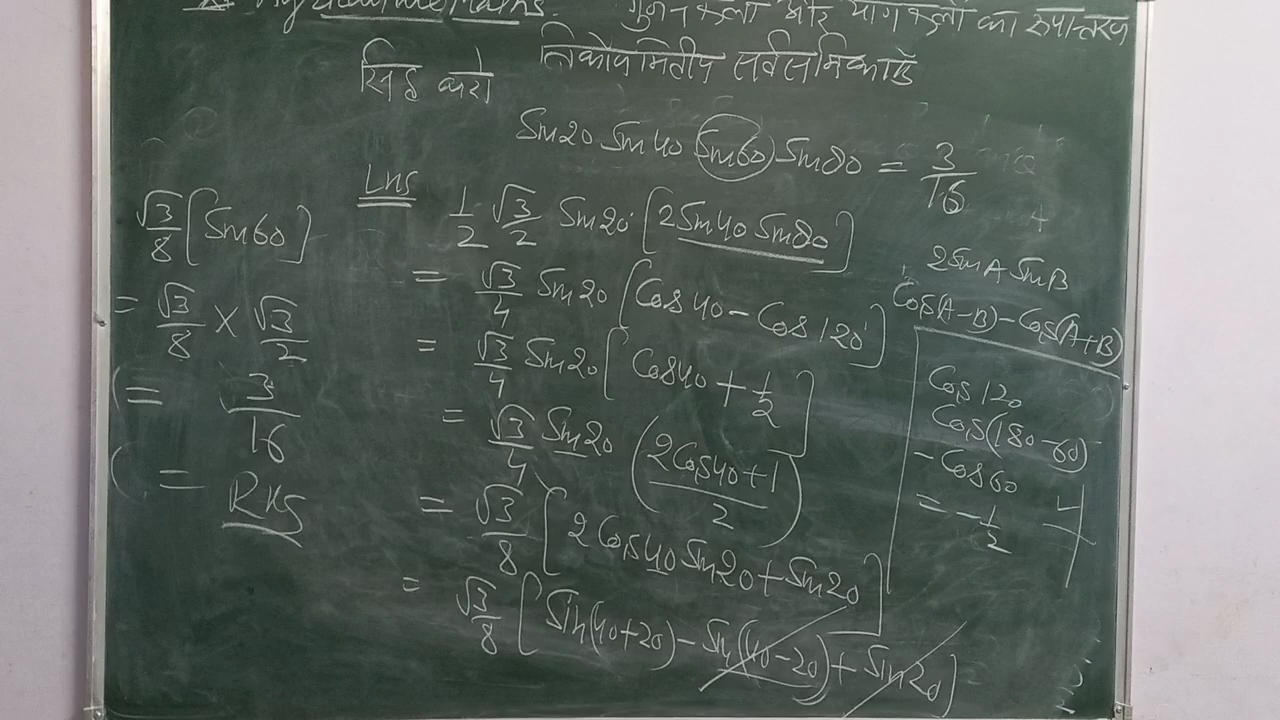 Maths. गुणनफलों और योगफलों का रूपान्तरण
त्रिकोणमितीय सर्वसमिकाऐं
सिद्ध करो
Sin20 Sin40 Sin60 Sin80 = 3/16
LHS
1/2 √3/2 Sin20 [2Sin40 Sin80]
= √3/4 Sin20 [Cos40 - Cos120]
= √3/4 Sin20 [Cos40 + 1/2]
= √3/4 Sin20 (2Cos40+1/2)
= √3/8 [2Cos40 Sin20 + Sin20]
= √3/8 [Sin(40+20) - Sin(40-20) + Sin20]
√3/8 [Sin60]
= √3/8 × √3/2
= 3/16
= RHS
2SinA SinB
Cos(A-B) - Cos(A+B)
Cos120
Cos(180-60)
-Cos60
= -1/2